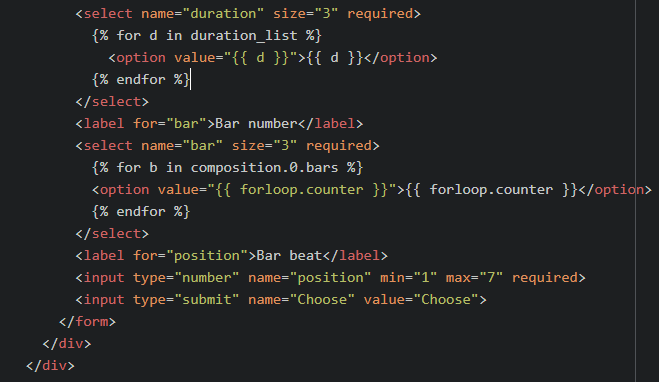 <select name="duration" size="3" required>
{% for d in duration_list %}
<option value="{{ d }}">{{ d }}</option>
{% endfor %}
</select>
<label for="bar">Bar number</label>
<select name="bar" size="3" required>
{% for b in composition.0.bars %}
<option value="{{ forloop.counter }}">{{ forloop.counter }}</option>
{% endfor %}
</select>
<label for="position">Bar beat</label>
<input type="number" name="position" min="1" max="7" required>
<input type="submit" name="Choose" value="Choose">
</form>
</div>
</div>